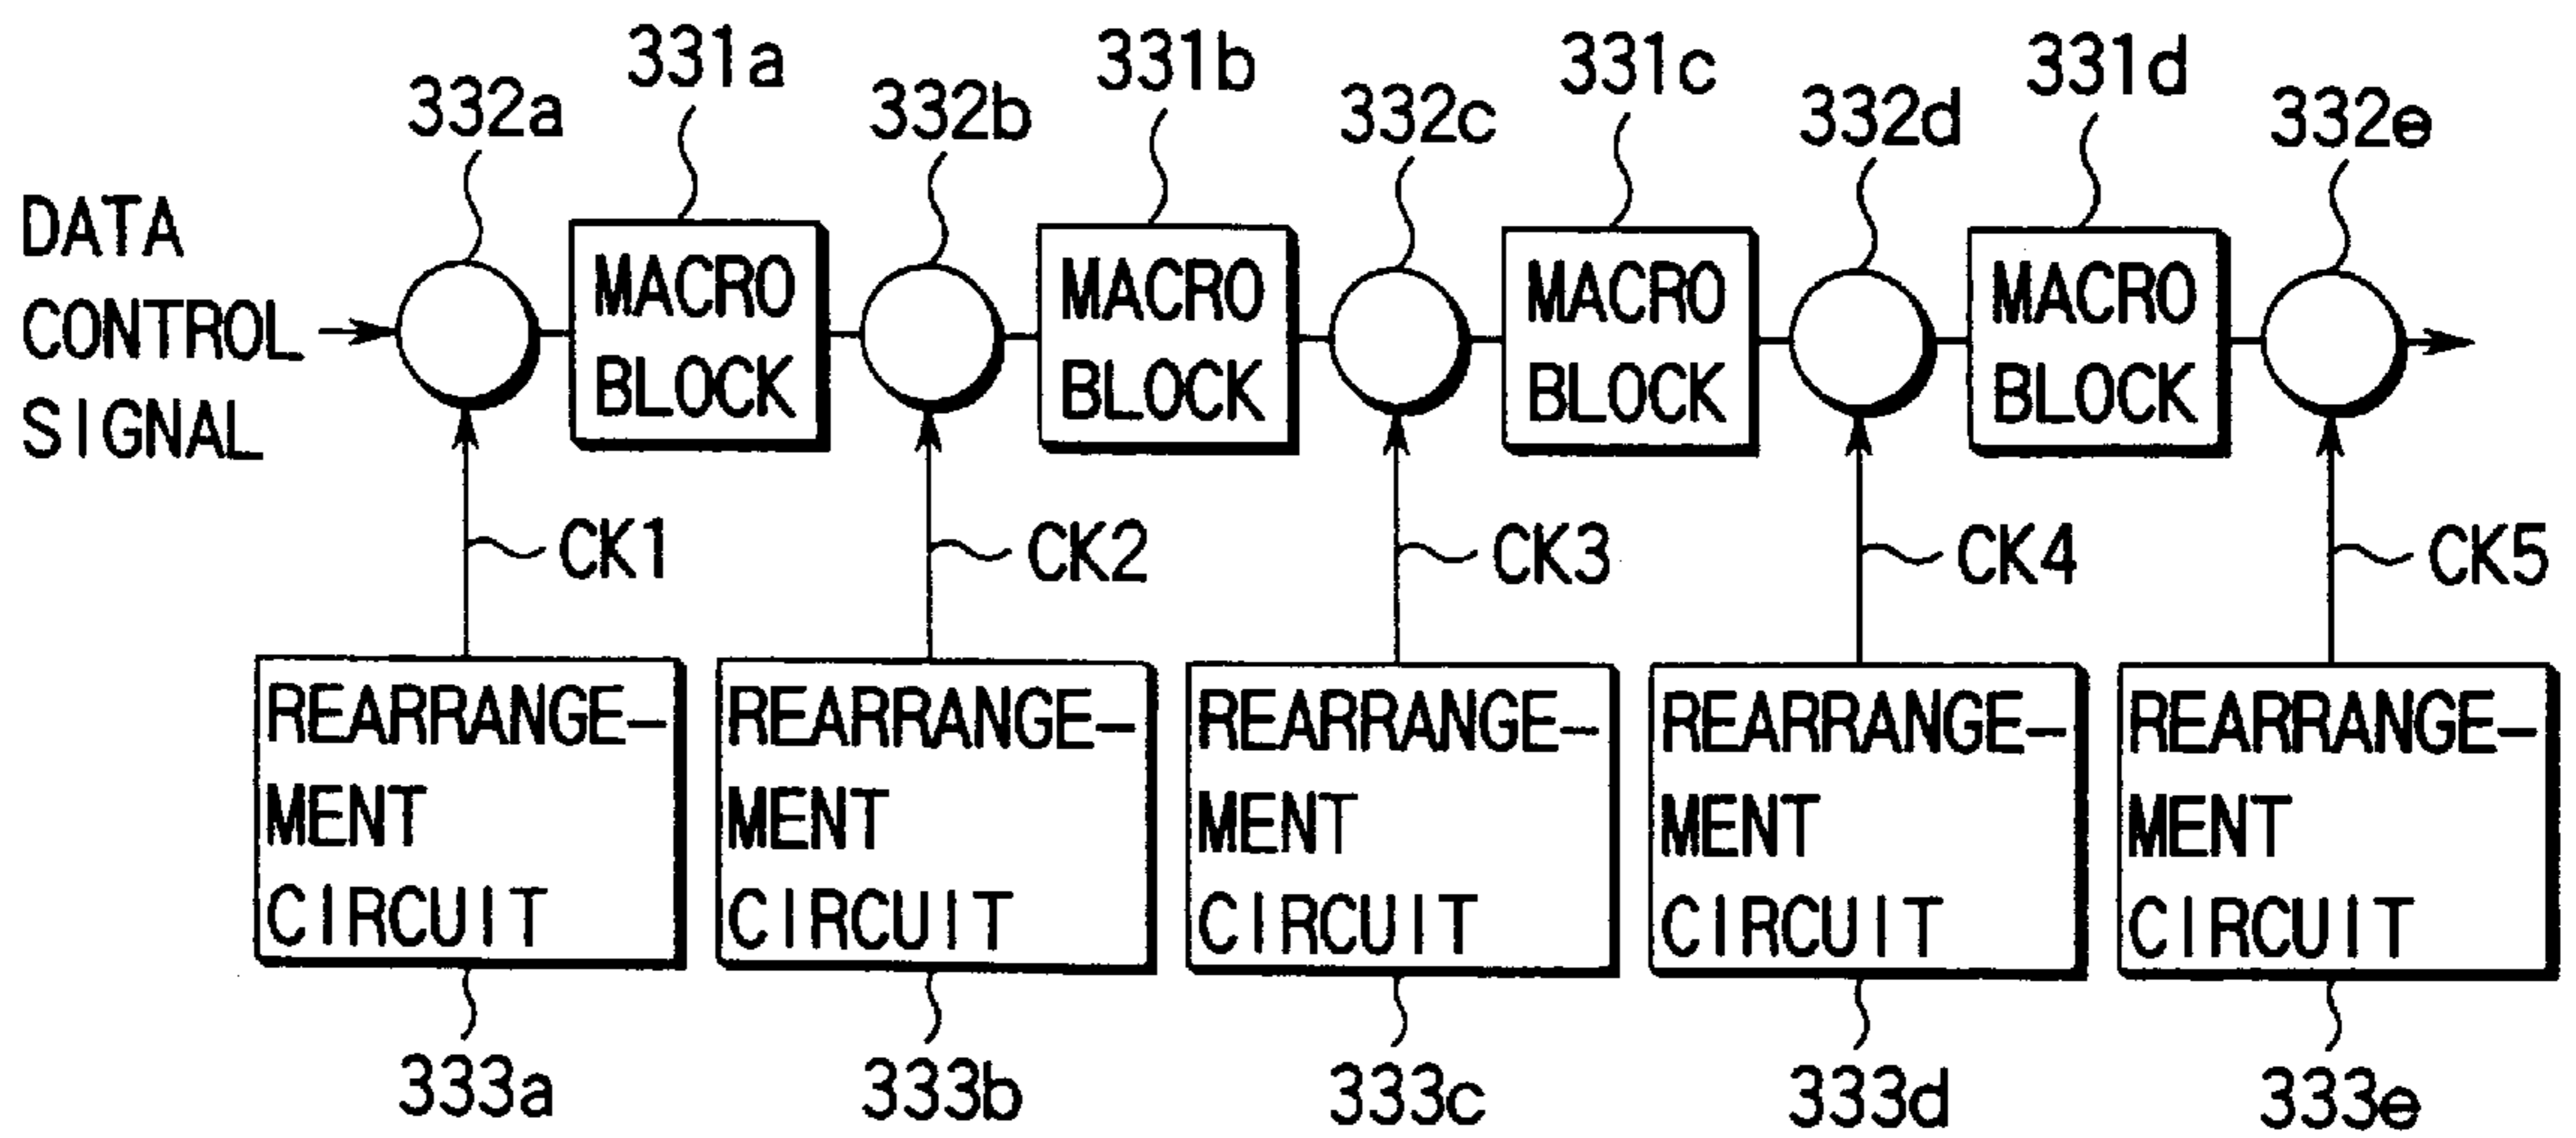 331a
331b
331c
331d
332a
332b
332c
332d
332e
DATA
CONTROL
SIGNAL
MACRO
BLOCK
MACRO
BLOCK
MACRO
BLOCK
MACRO
BLOCK
CK1
CK2
CK3
CK4
CK5
REARRANGE-
MENT
CIRCUIT
REARRANGE-
MENT
CIRCUIT
REARRANGE-
MENT
CIRCUIT
REARRANGE-
MENT
CIRCUIT
REARRANGE-
MENT
CIRCUIT
333a
333b
333c
333d
333e